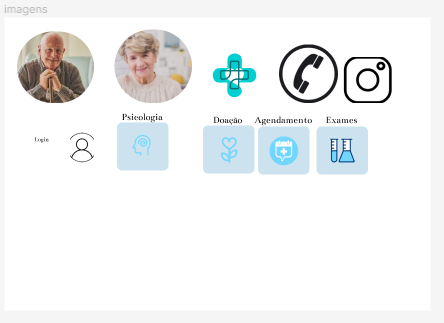 imagens
Psicologia
Doação
Agendamento
Exames
Login